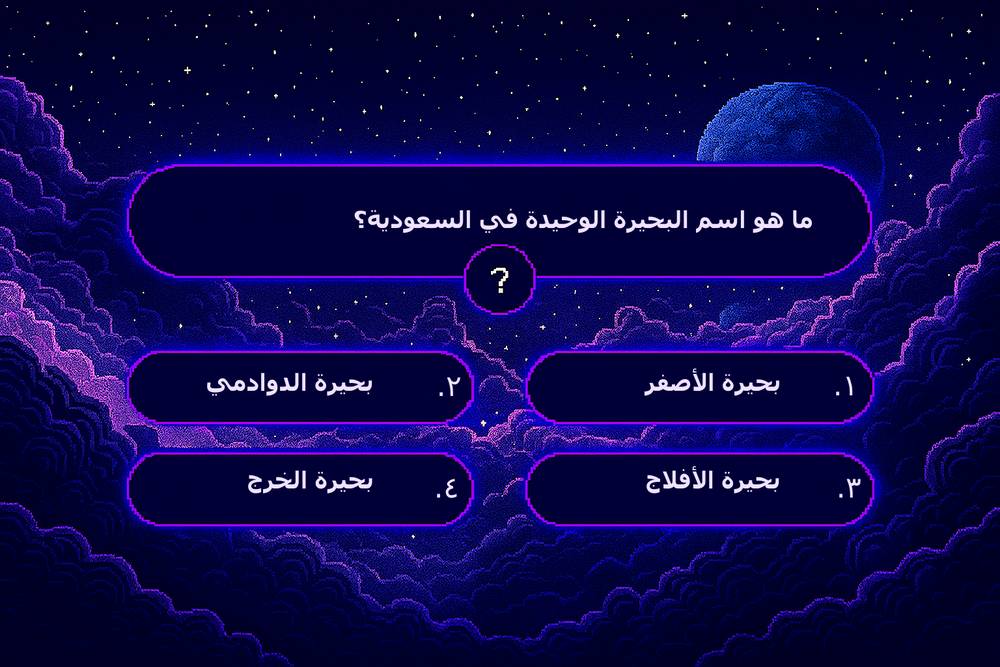 ما هو اسم البحيرة الوحيدة في السعودية؟
?
١. بحيرة الأصفر
٢. بحيرة الدوادمي
٣. بحيرة الأفلاج
٤. بحيرة الخرج